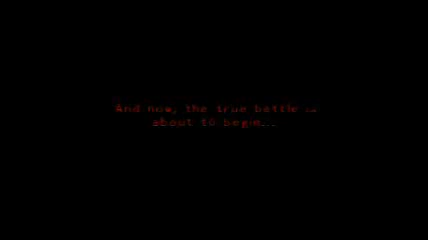 And now, the true battle ...
about to begin...